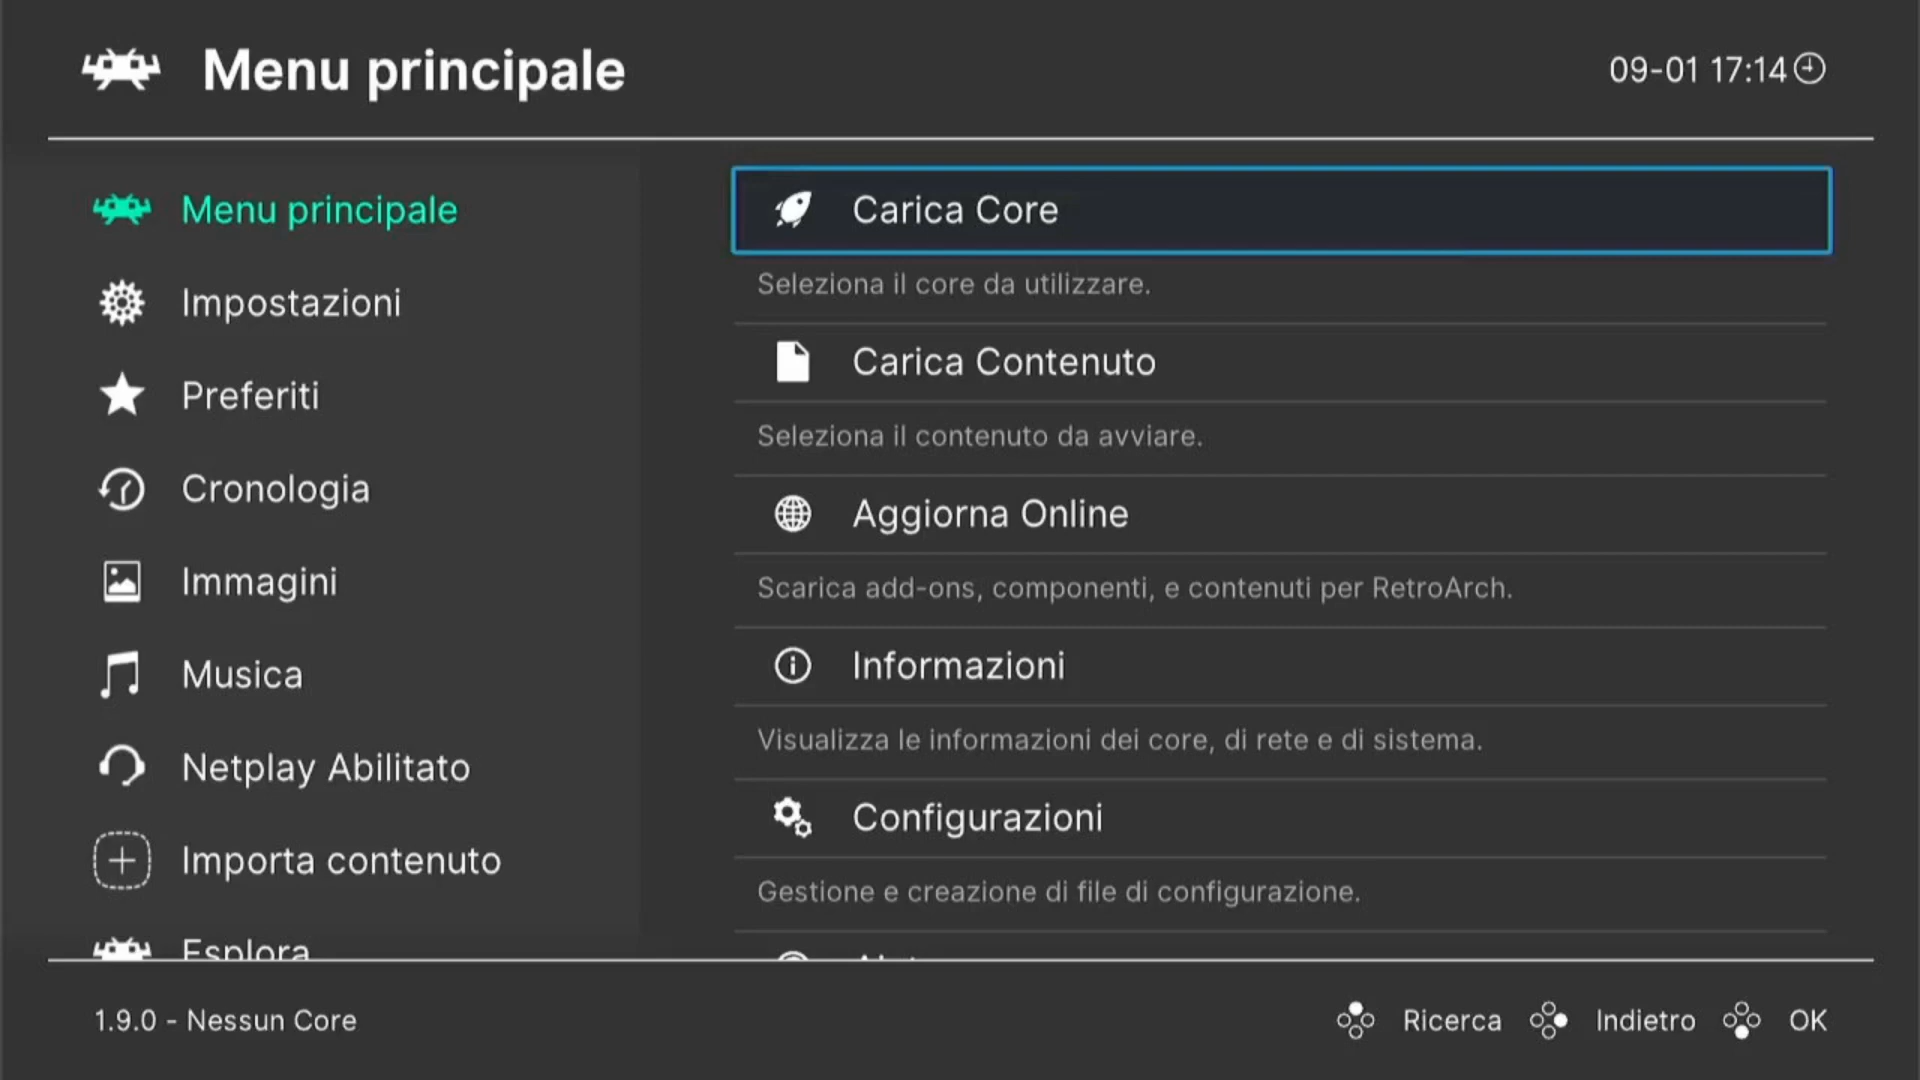 Menu principale
09-01 17:14
Menu principale
Impostazioni
Preferiti
Cronologia
Immagini
Musica
Netplay Abilitato
Importa contenuto
Esplora
Carica Core
Seleziona il core da utilizzare.
Carica Contenuto
Seleziona il contenuto da avviare.
Aggiorna Online
Scarica add-ons, componenti, e contenuti per RetroArch.
Informazioni
Visualizza le informazioni dei core, di rete e di sistema.
Configurazioni
Gestione e creazione di file di configurazione.
1.9.0 - Nessun Core
Ricerca
Indietro
OK